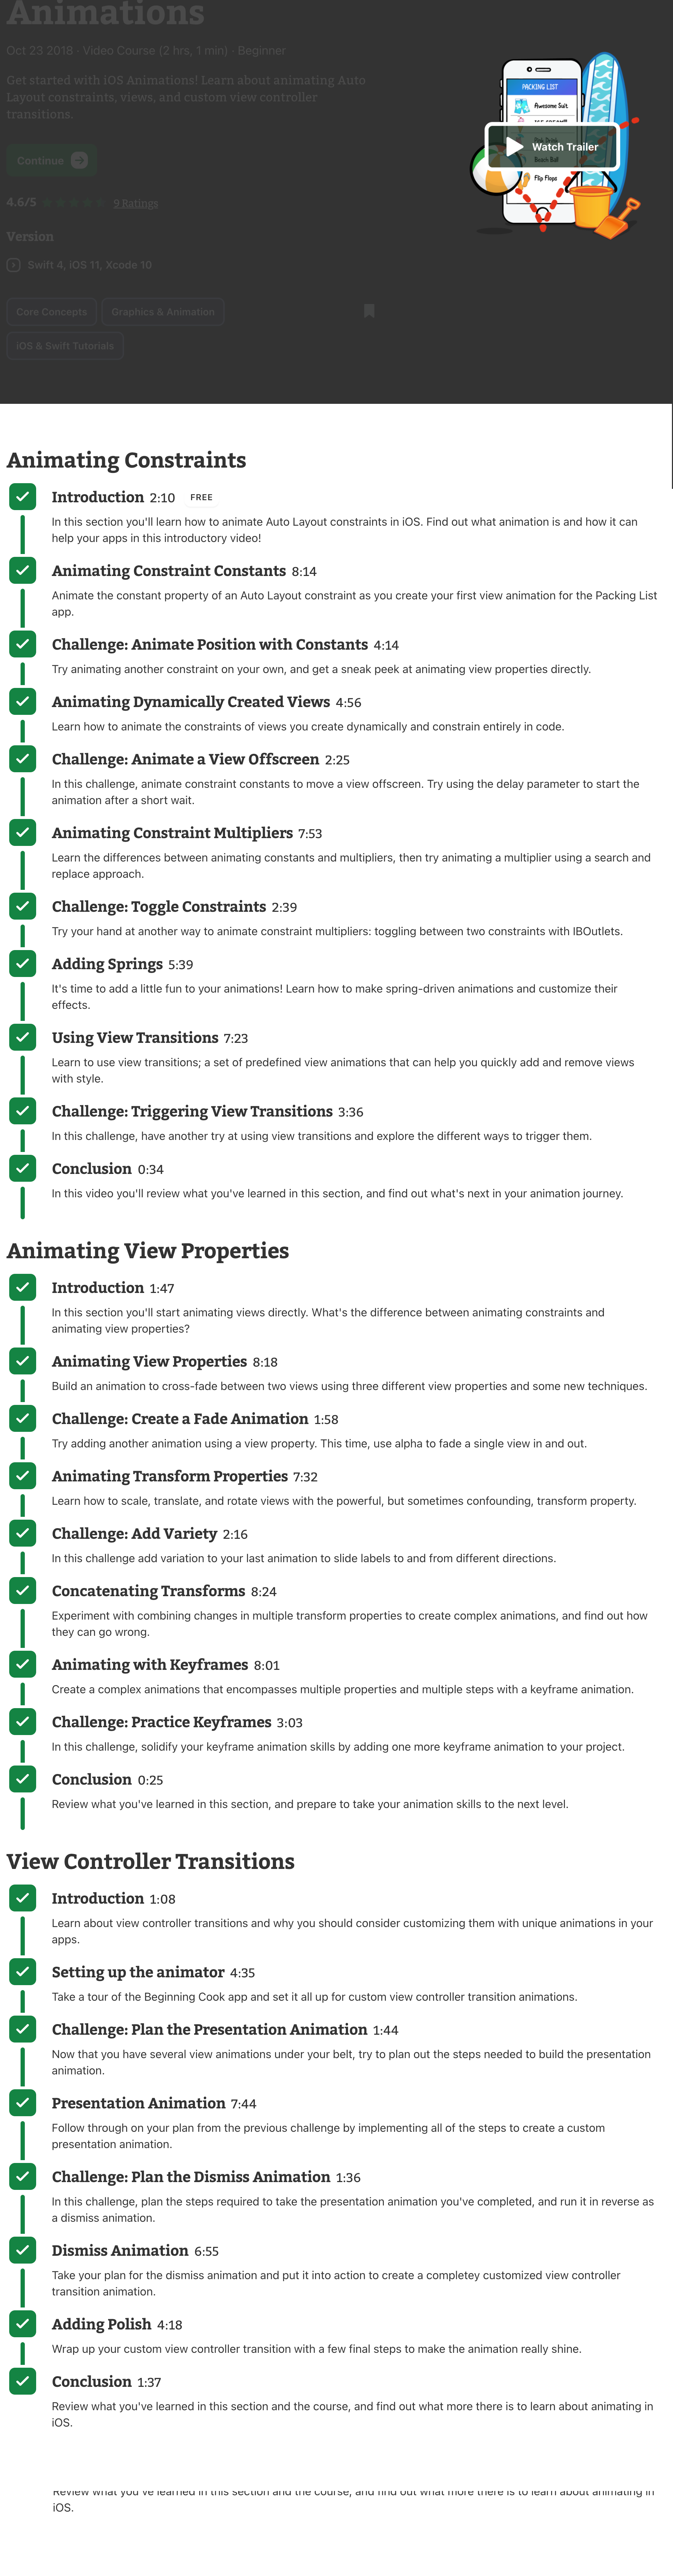 Animations
Oct 23 2018 · Video Course (2 hrs, 1 min) · Beginner
Get started with iOS Animations! Learn about animating Auto
Layout constraints, views, and custom view controller
transitions.
Continue
4.6/5
9 Ratings
Version
Swift 4, iOS 11, Xcode 10
Core Concepts
Graphics & Animation
iOS & Swift Tutorials
PACKING LIST
Awesome Suit
Watch Trailer
Beach Ball
Flip Flops
Animating Constraints
Introduction 2:10 FREE
In this section you'll learn how to animate Auto Layout constraints in iOS. Find out what animation is and how it can
help your apps in this introductory video!
Animating Constraint Constants 8:14
Animate the constant property of an Auto Layout constraint as you create your first view animation for the Packing List
app.
Challenge: Animate Position with Constants 4:14
Try animating another constraint on your own, and get a sneak peek at animating view properties directly.
Animating Dynamically Created Views 4:56
Learn how to animate the constraints of views you create dynamically and constrain entirely in code.
Challenge: Animate a View Offscreen 2:25
In this challenge, animate constraint constants to move a view offscreen. Try using the delay parameter to start the
animation after a short wait.
Animating Constraint Multipliers 7:53
Learn the differences between animating constants and multipliers, then try animating a multiplier using a search and
replace approach.
Challenge: Toggle Constraints 2:39
Try your hand at another way to animate constraint multipliers: toggling between two constraints with IBOutlets.
Adding Springs 5:39
It's time to add a little fun to your animations! Learn how to make spring-driven animations and customize their
effects.
Using View Transitions 7:23
Learn to use view transitions; a set of predefined view animations that can help you quickly add and remove views
with style.
Challenge: Triggering View Transitions 3:36
In this challenge, have another try at using view transitions and explore the different ways to trigger them.
Conclusion 0:34
In this video you'll review what you've learned in this section, and find out what's next in your animation journey.
Animating View Properties
Introduction 1:47
In this section you'll start animating views directly. What's the difference between animating constraints and
animating view properties?
Animating View Properties 8:18
Build an animation to cross-fade between two views using three different view properties and some new techniques.
Challenge: Create a Fade Animation 1:58
Try adding another animation using a view property. This time, use alpha to fade a single view in and out.
Animating Transform Properties 7:32
Learn how to scale, translate, and rotate views with the powerful, but sometimes confounding, transform property.
Challenge: Add Variety 2:16
In this challenge add variation to your last animation to slide labels to and from different directions.
Concatenating Transforms 8:24
Experiment with combining changes in multiple transform properties to create complex animations, and find out how
they can go wrong.
Animating with Keyframes 8:01
Create a complex animations that encompasses multiple properties and multiple steps with a keyframe animation.
Challenge: Practice Keyframes 3:03
In this challenge, solidify your keyframe animation skills by adding one more keyframe animation to your project.
Conclusion 0:25
Review what you've learned in this section, and prepare to take your animation skills to the next level.
View Controller Transitions
Introduction 1:08
Learn about view controller transitions and why you should consider customizing them with unique animations in your
apps.
Setting up the animator 4:35
Take a tour of the Beginning Cook app and set it all up for custom view controller transition animations.
Challenge: Plan the Presentation Animation 1:44
Now that you have several view animations under your belt, try to plan out the steps needed to build the presentation
animation.
Presentation Animation 7:44
Follow through on your plan from the previous challenge by implementing all of the steps to create a custom
presentation animation.
Challenge: Plan the Dismiss Animation 1:36
In this challenge, plan the steps required to take the presentation animation you've completed, and run it in reverse as
a dismiss animation.
Dismiss Animation 6:55
Take your plan for the dismiss animation and put it into action to create a completey customized view controller
transition animation.
Adding Polish 4:18
Wrap up your custom view controller transition with a few final steps to make the animation really shine.
Conclusion 1:37
Review what you've learned in this section and the course, and find out what more there is to learn about animating in
iOS.
Review what you've learned in this section and the course, and find out what more there is to learn about animating in
iOS.